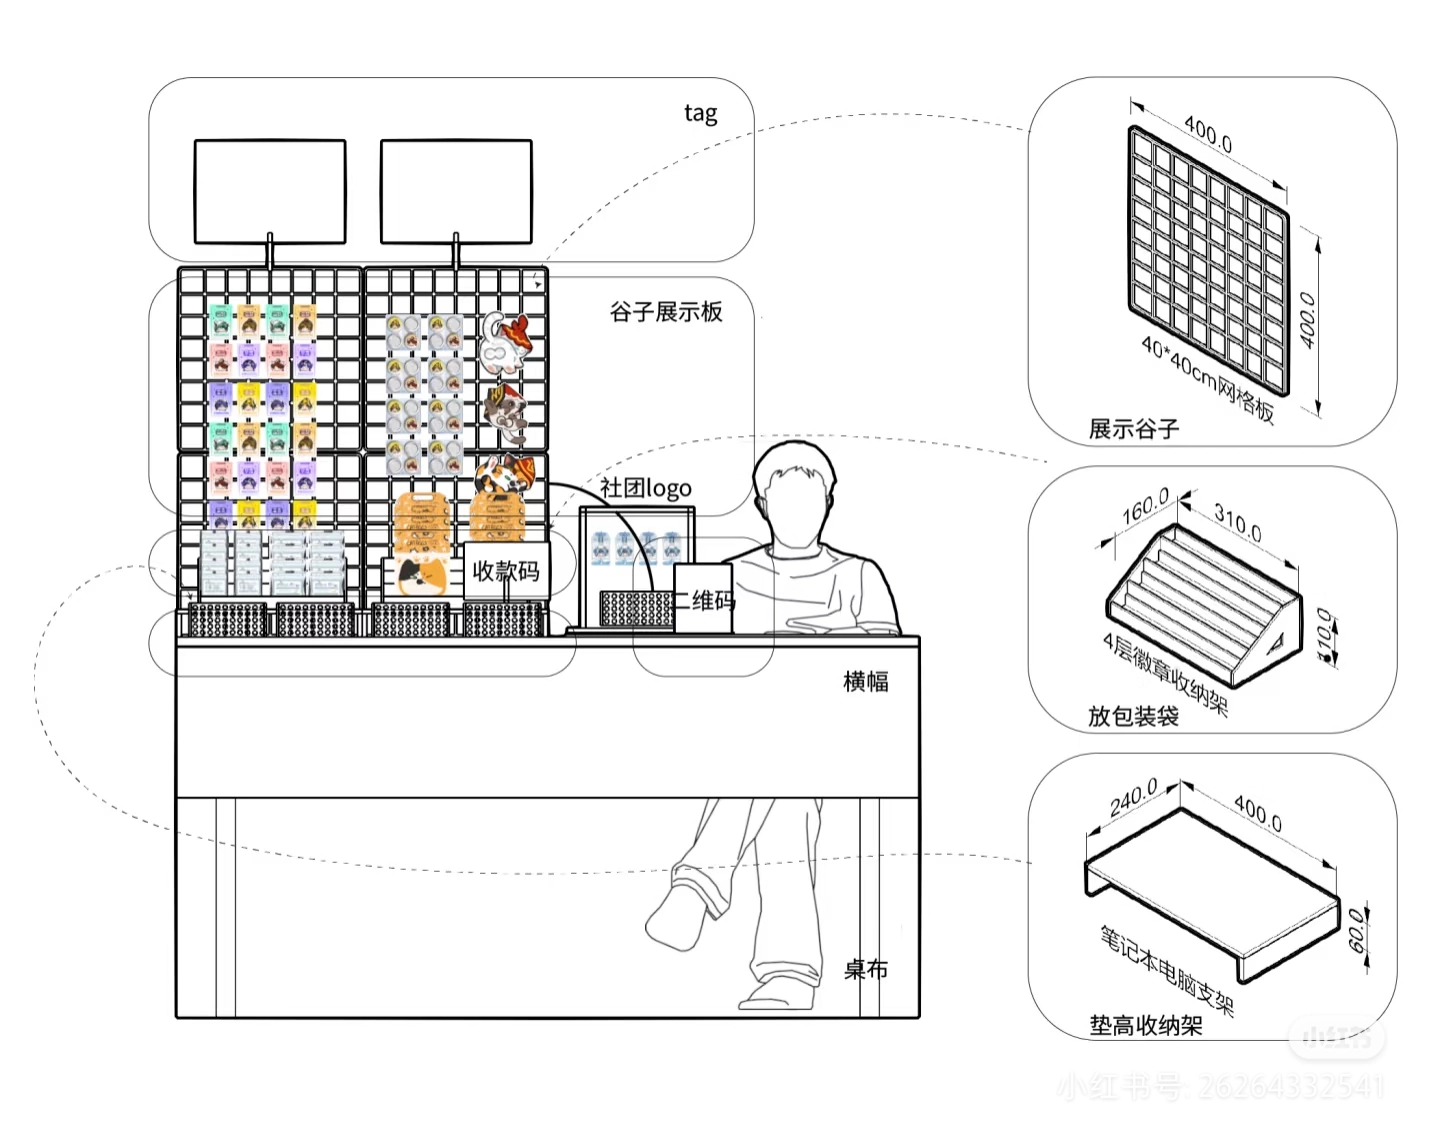 tag
谷子展示板
社团logo
收款码
二维码
横幅
桌布
400.0
400.0
40*40cm网格板
展示谷子
160.0
310.0
110.0
4层徽章收纳架
放包装袋
240.0
400.0
60.0
笔记本电脑支架
垫高收纳架
小红书
小红书号: 26264332541